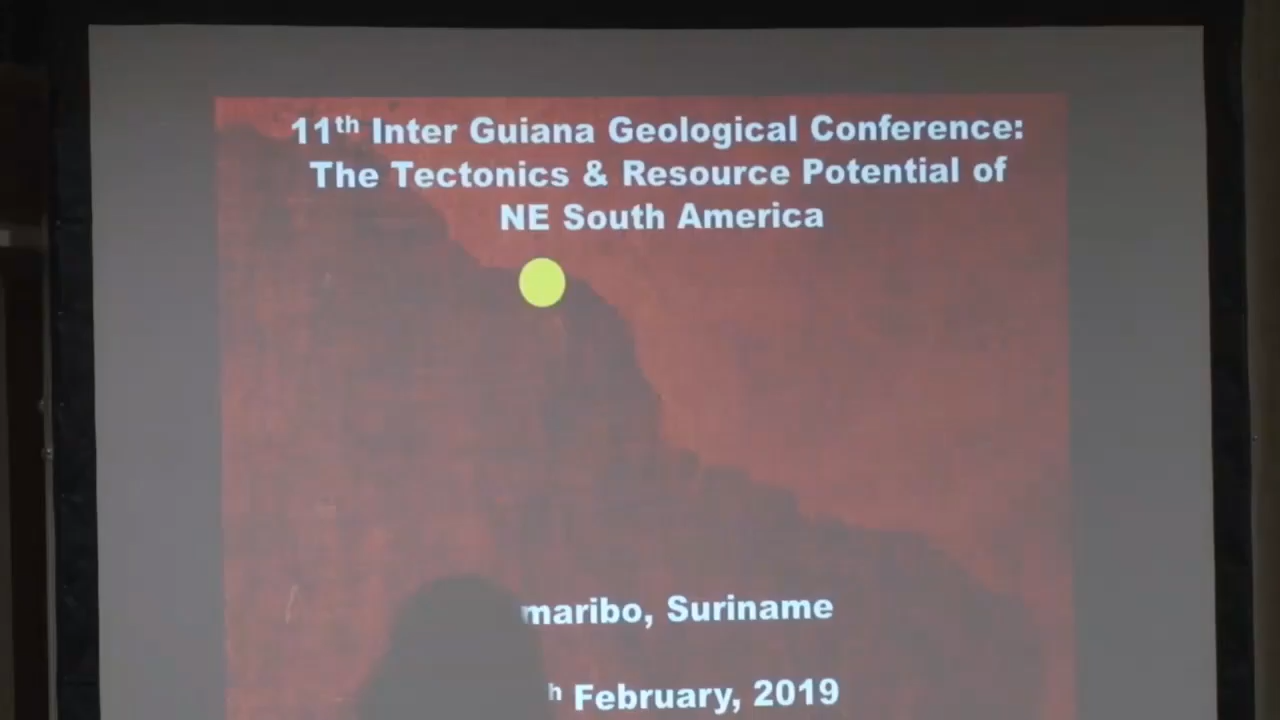 11th Inter Guiana Geological Conference:
The Tectonics & Resource Potential of
NE South America
maribo, Suriname
h February, 2019